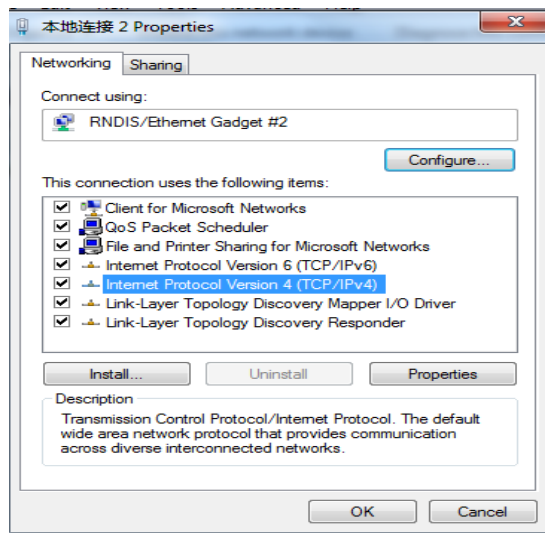 本地连接 2 Properties
Networking
Sharing
Connect using:
RNDIS/Ethernet Gadget #2
Configure...
This connection uses the following items:
Client for Microsoft Networks
QoS Packet Scheduler
File and Printer Sharing for Microsoft Networks
Internet Protocol Version 6 (TCP/IPv6)
Internet Protocol Version 4 (TCP/IPv4)
Link-Layer Topology Discovery Mapper I/O Driver
Link-Layer Topology Discovery Responder
Install...
Uninstall
Properties
Description
Transmission Control Protocol/Internet Protocol. The default
wide area network protocol that provides communication
across diverse interconnected networks.
OK
Cancel